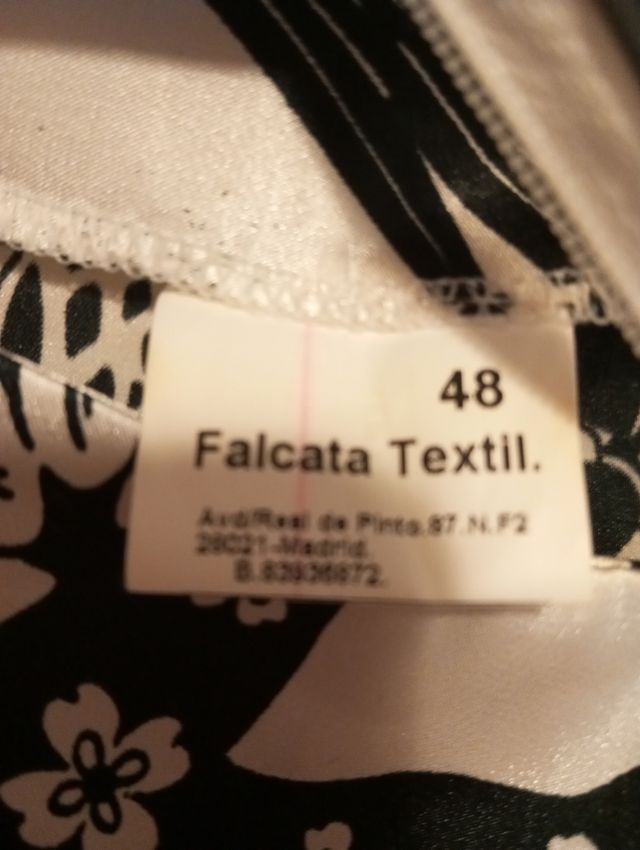 48
Falcata Textil.
Avd/Real de Pinto.87.N.F2
28021-Madrid.
B.83936872.